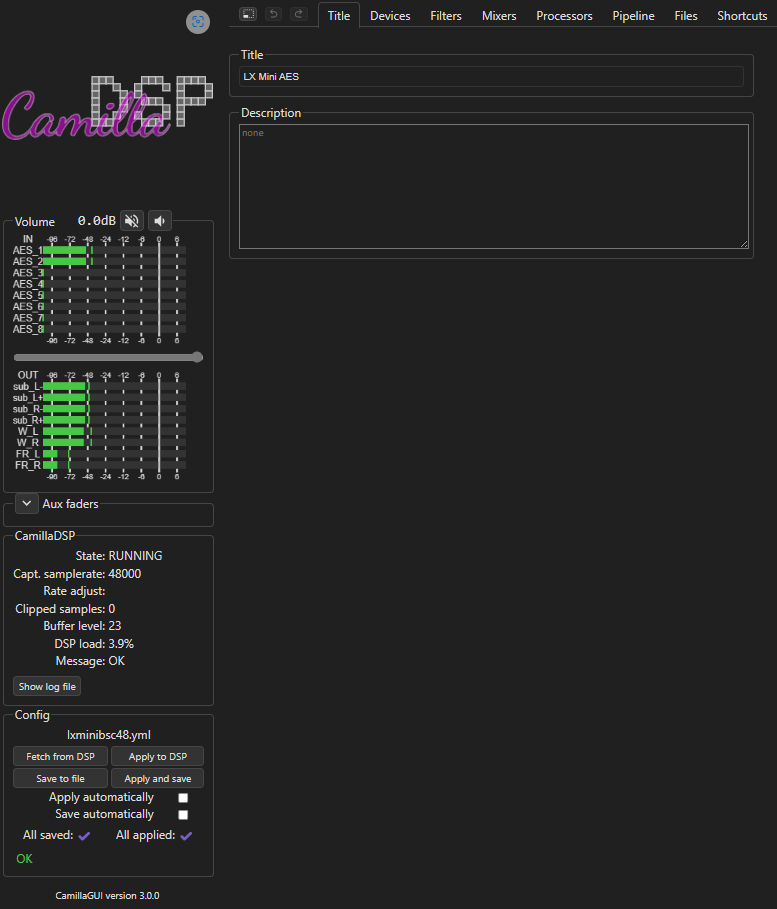 Title Devices Filters Mixers Processors Pipeline Files Shortcuts
Camilla DSP
Title
LX Mini AES
Description
none
Volume 0.0dB
IN -96 -72 -48 -24 -12 -6 0 6
AES_1
AES_2
AES_3
AES_4
AES_5
AES_6
AES_7
AES_8
-96 -72 -48 -24 -12 -6 0 6
OUT -96 -72 -48 -24 -12 -6 0 6
sub_L-
sub_L+
sub_R-
sub_R+
W_L
W_R
FR_L
FR_R
-96 -72 -48 -24 -12 -6 0 6
Aux faders
CamillaDSP
State: RUNNING
Capt. samplerate: 48000
Rate adjust:
Clipped samples: 0
Buffer level: 23
DSP load: 3.9%
Message: OK
Show log file
Config
lxminibsc48.yml
Fetch from DSP Apply to DSP
Save to file Apply and save
Apply automatically
Save automatically
All saved: All applied:
OK
CamillaGUI version 3.0.0